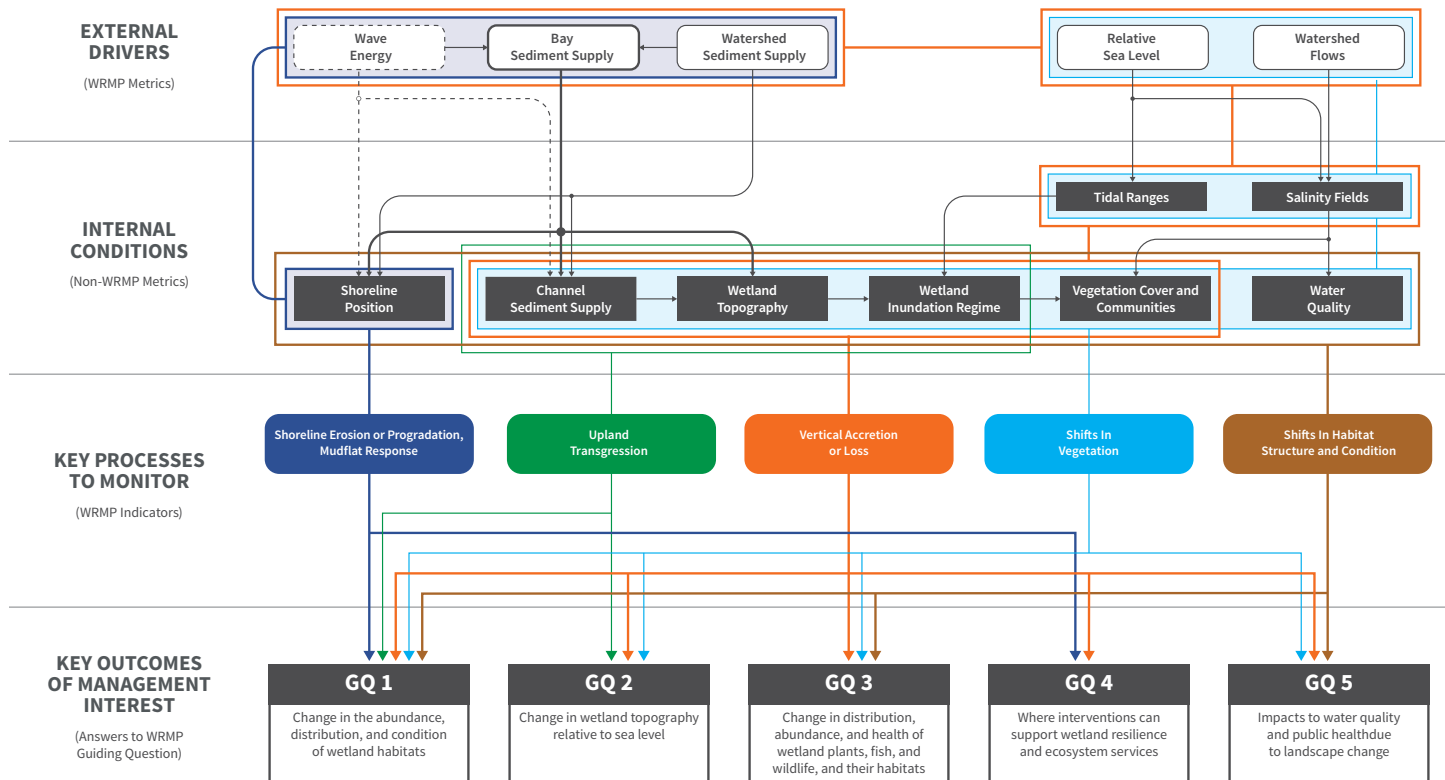 EXTERNAL
DRIVERS
(WRMP Metrics)
Wave
Energy
Bay
Sediment Supply
Watershed
Sediment Supply
Relative
Sea Level
Watershed
Flows
INTERNAL
CONDITIONS
(Non-WRMP Metrics)
Tidal Ranges
Salinity Fields
Shoreline
Position
Channel
Sediment Supply
Wetland
Topography
Wetland
Inundation Regime
Vegetation Cover and
Communities
Water
Quality
KEY PROCESSES
TO MONITOR
(WRMP Indicators)
Shoreline Erosion or Progradation,
Mudflat Response
Upland
Transgression
Vertical Accretion
or Loss
Shifts In
Vegetation
Shifts In Habitat
Structure and Condition
KEY OUTCOMES
OF MANAGEMENT
INTEREST
(Answers to WRMP
Guiding Question)
GQ 1
Change in the abundance,
distribution, and condition
of wetland habitats
GQ 2
Change in wetland topography
relative to sea level
GQ 3
Change in distribution,
abundance, and health of
wetland plants, fish, and
wildlife, and their habitats
GQ 4
Where interventions can
support wetland resilience
and ecosystem services
GQ 5
Impacts to water quality
and public healthdue
to landscape change